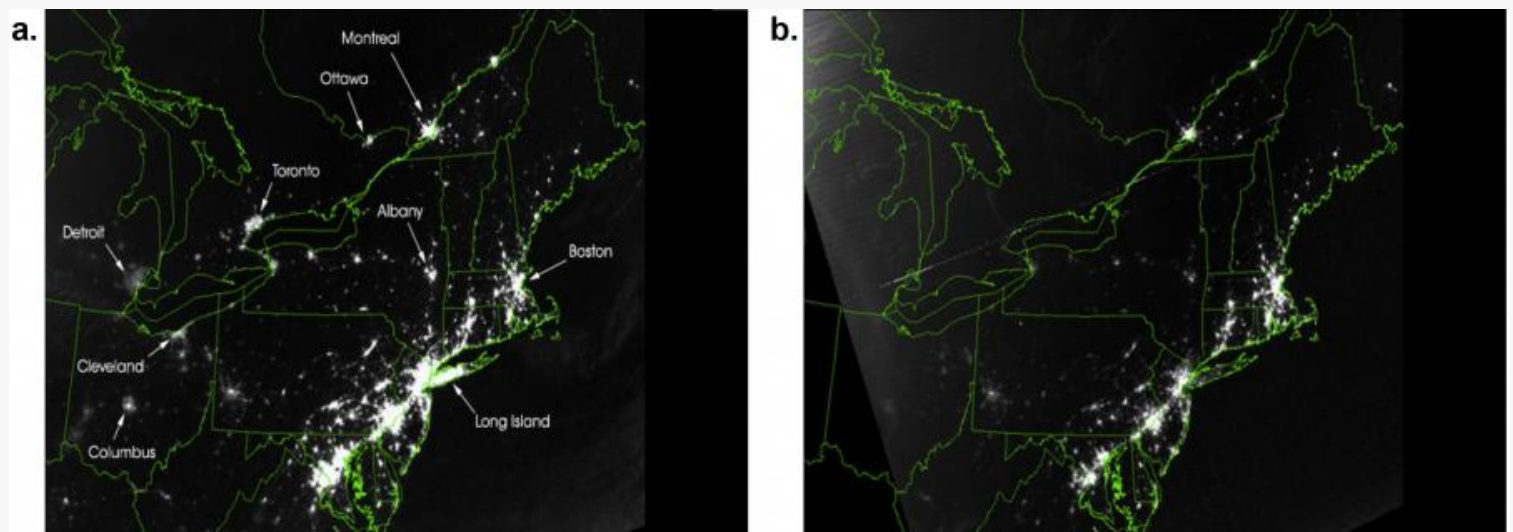 a.
b.
Montreal
Ottawa
Toronto
Albany
Detroit
Boston
Cleveland
Long Island
Columbus